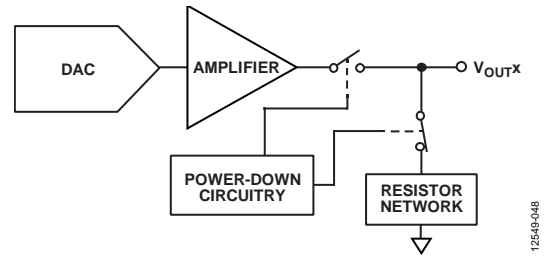 DAC
AMPLIFIER
VOUTx
POWER-DOWN
CIRCUITRY
RESISTOR
NETWORK
12549-048